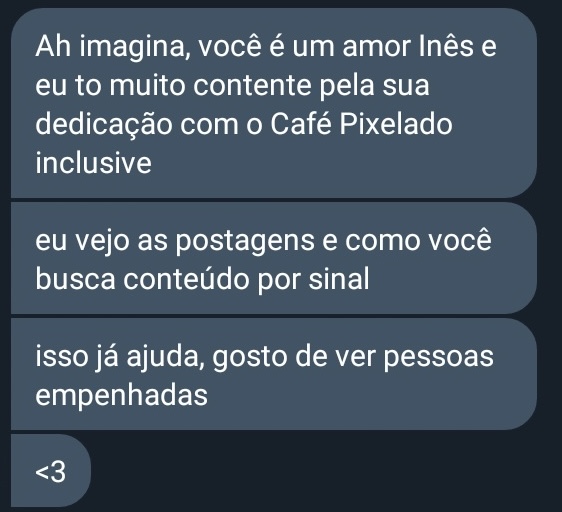 Ah imagina, você é um amor Inês e
eu to muito contente pela sua
dedicação com o Café Pixelado
inclusive
eu vejo as postagens e como você
busca conteúdo por sinal
isso já ajuda, gosto de ver pessoas
empenhadas
<3